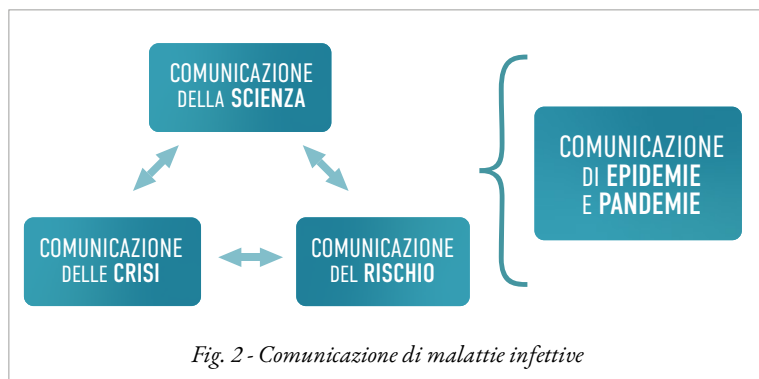 COMUNICAZIONE
DELLA SCIENZA
COMUNICAZIONE
DELLE CRISI
COMUNICAZIONE
DEL RISCHIO
COMUNICAZIONE
DI EPIDEMIE
E PANDEMIE
Fig. 2 - Comunicazione di malattie infettive